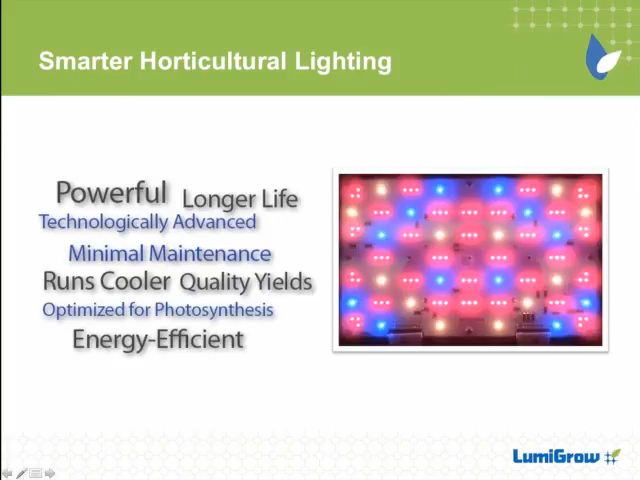 Smarter Horticultural Lighting
Powerful Longer Life
Technologically Advanced
Minimal Maintenance
Runs Cooler Quality Yields
Optimized for Photosynthesis
Energy-Efficient
LumiGrow